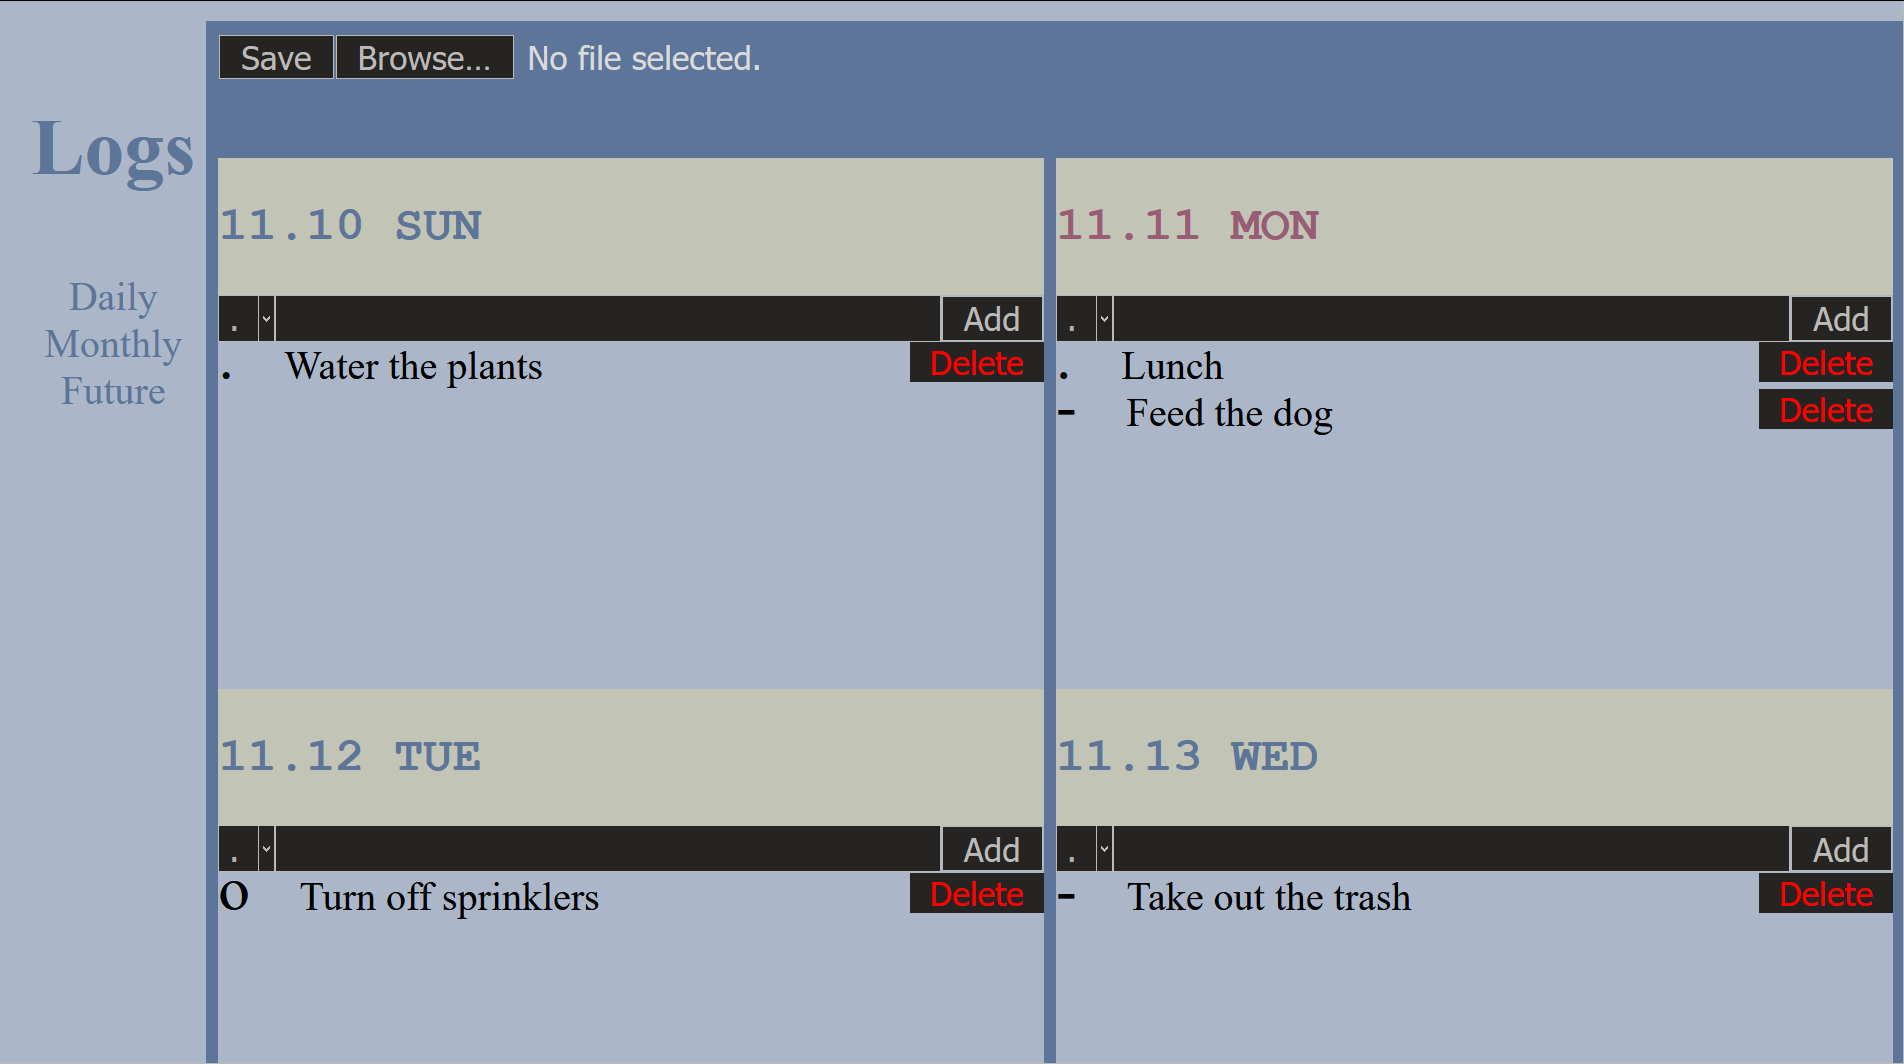 Save Browse... No file selected.
Logs
Daily
Monthly
Future
11.10 SUN
. Add
. Water the plants Delete
11.11 MON
. Add
. Lunch Delete
- Feed the dog Delete
11.12 TUE
. Add
O Turn off sprinklers Delete
11.13 WED
. Add
- Take out the trash Delete